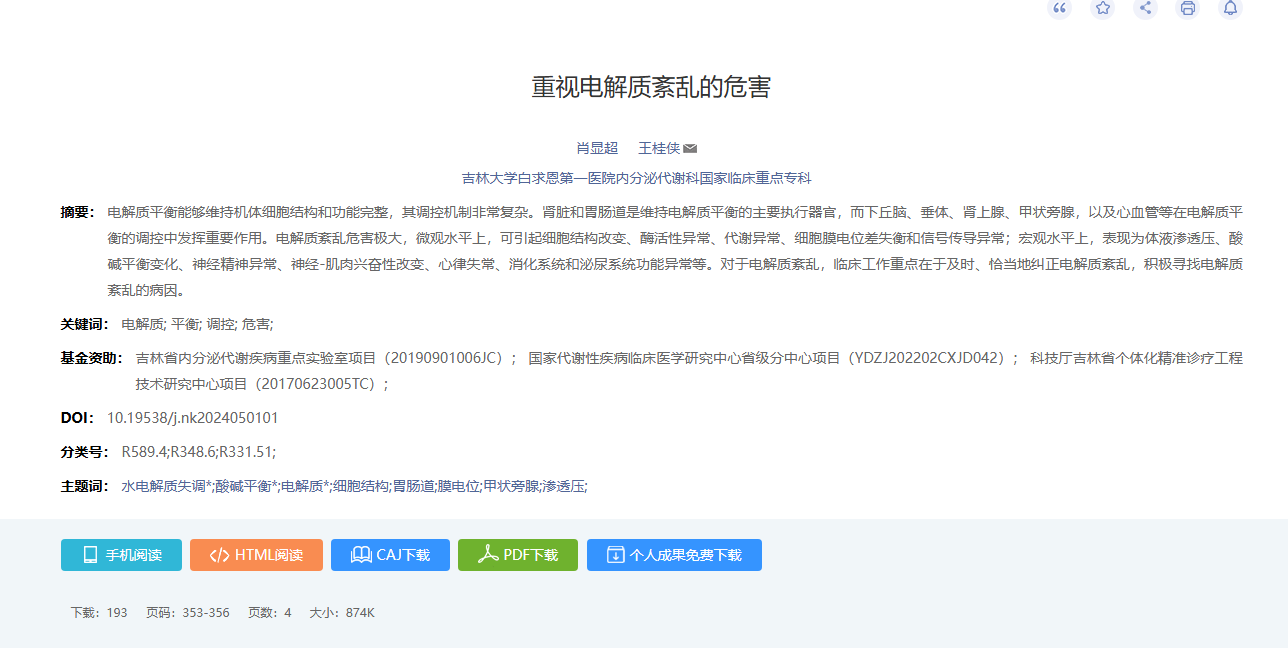 重视电解质紊乱的危害
肖显超 王桂侠
吉林大学白求恩第一医院内分泌代谢科国家临床重点专科
摘要： 电解质平衡能够维持机体细胞结构和功能完整，其调控机制非常复杂。肾脏和胃肠道是维持电解质平衡的主要执行器官，而下丘脑、垂体、肾上腺、甲状旁腺，以及心血管等在电解质平
衡的调控中发挥重要作用。电解质紊乱危害极大，微观水平上，可引起细胞结构改变、酶活性异常、代谢异常、细胞膜电位差失衡和信号传导异常；宏观水平上，表现为体液渗透压、酸
碱平衡变化、神经精神异常、神经-肌肉兴奋性改变、心律失常、消化系统和泌尿系统功能异常等。对于电解质紊乱，临床工作重点在于及时、恰当地纠正电解质紊乱，积极寻找电解质
紊乱的病因。
关键词： 电解质; 平衡; 调控; 危害;
基金资助： 吉林省内分泌代谢疾病重点实验室项目（20190901006JC）； 国家代谢性疾病临床医学研究中心省级分中心项目（YDZJ202202CXJD042）； 科技厅吉林省个体化精准诊疗工程
技术研究中心项目（20170623005TC）;
DOI： 10.19538/j.nk2024050101
分类号： R589.4;R348.6;R331.51;
主题词： 水电解质失调*;酸碱平衡*;电解质*;细胞结构;胃肠道;膜电位;甲状旁腺;渗透压;
手机阅读 HTML阅读 CAJ下载 PDF下载 个人成果免费下载
下载：193 页码：353-356 页数：4 大小：874K